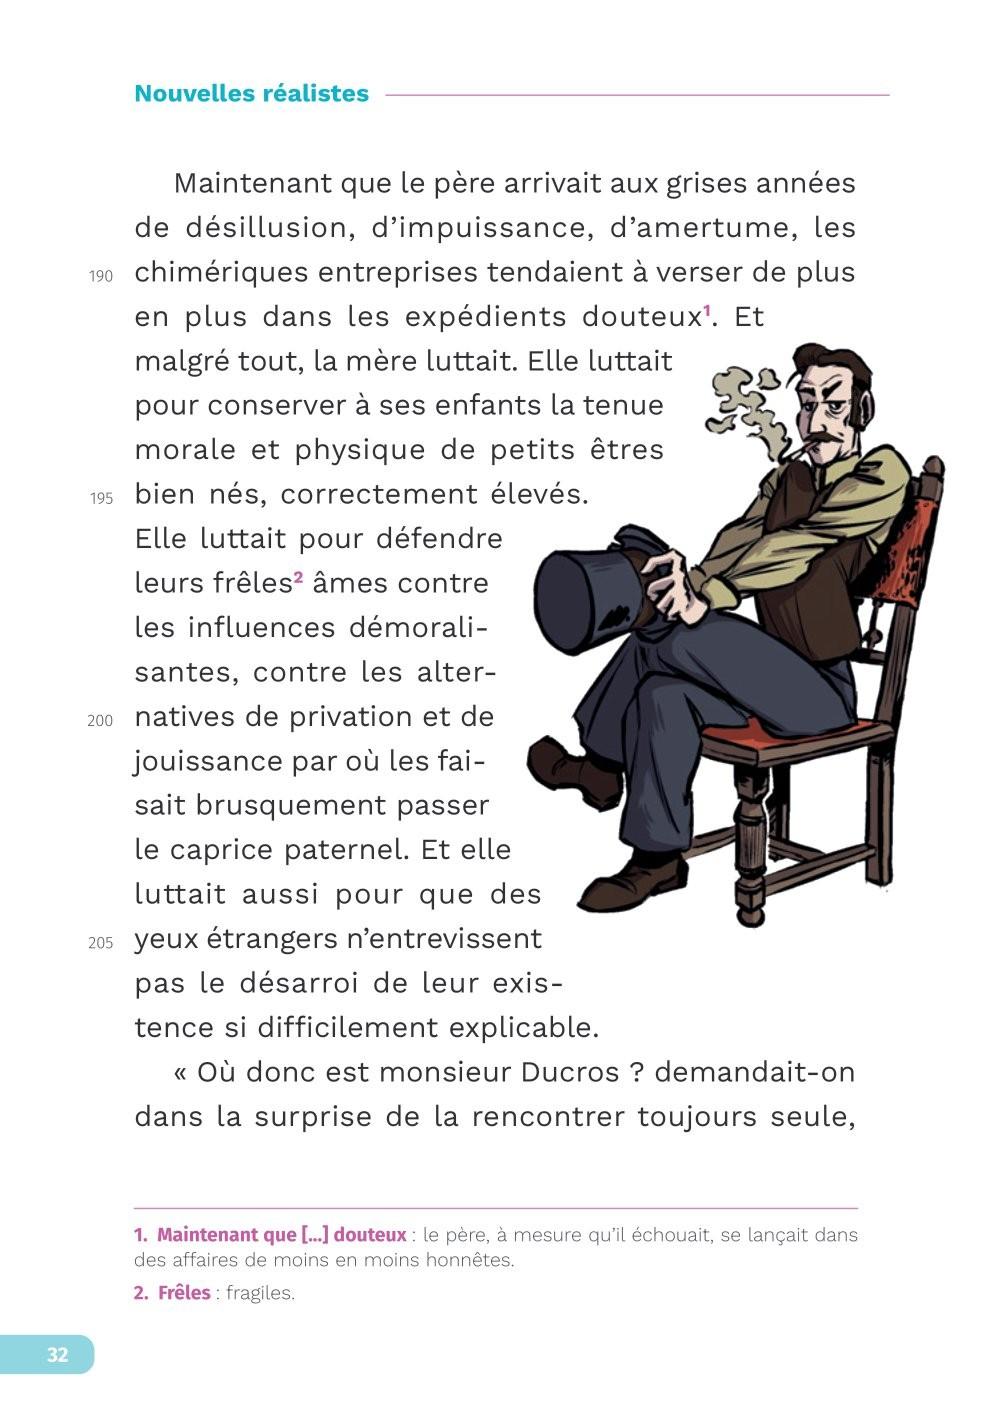 Nouvelles réalistes
Maintenant que le père arrivait aux grises années
de désillusion, d’impuissance, d’amertume, les
190 chimériques entreprises tendaient à verser de plus
en plus dans les expédients douteux¹. Et
malgré tout, la mère luttait. Elle luttait
pour conserver à ses enfants la tenue
morale et physique de petits êtres
195 bien nés, correctement élevés.
Elle luttait pour défendre
leurs frêles² âmes contre
les influences démorali-
santes, contre les alter-
200 natives de privation et de
jouissance par où les fai-
sait brusquement passer
le caprice paternel. Et elle
luttait aussi pour que des
205 yeux étrangers n’entrevissent
pas le désarroi de leur exis-
tence si difficilement explicable.
« Où donc est monsieur Ducros ? demandait-on
dans la surprise de la rencontrer toujours seule,
1. Maintenant que [...] douteux : le père, à mesure qu’il échouait, se lançait dans
des affaires de moins en moins honnêtes.
2. Frêles : fragiles.
32